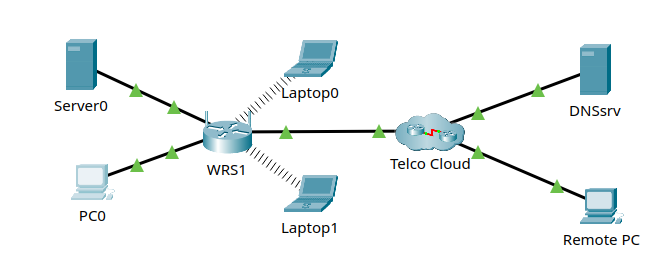 Server0
Laptop0
DNSsrv
WRS1
Telco Cloud
PC0
Laptop1
Remote PC